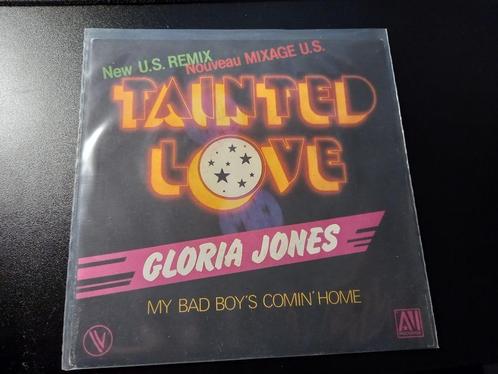 New U.S. REMIX
Nouveau MIXAGE U.S.
TAINTED
LOVE
GLORIA JONES
MY BAD BOY'S COMIN' HOME